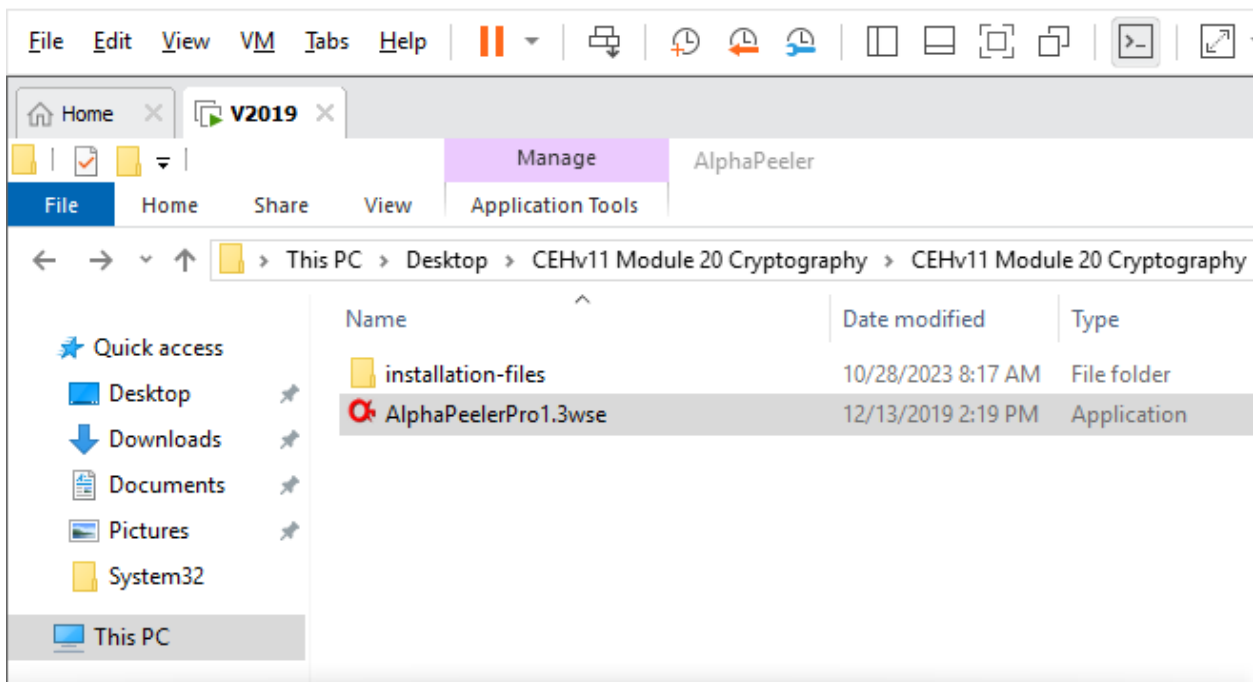 File Edit View VM Tabs Help
Home V2019
Manage AlphaPeeler
File Home Share View Application Tools
This PC > Desktop > CEHv11 Module 20 Cryptography > CEHv11 Module 20 Cryptography
Name Date modified Type
Quick access
installation-files 10/28/2023 8:17 AM File folder
Desktop
AlphaPeelerPro1.3wse 12/13/2019 2:19 PM Application
Downloads
Documents
Pictures
System32
This PC